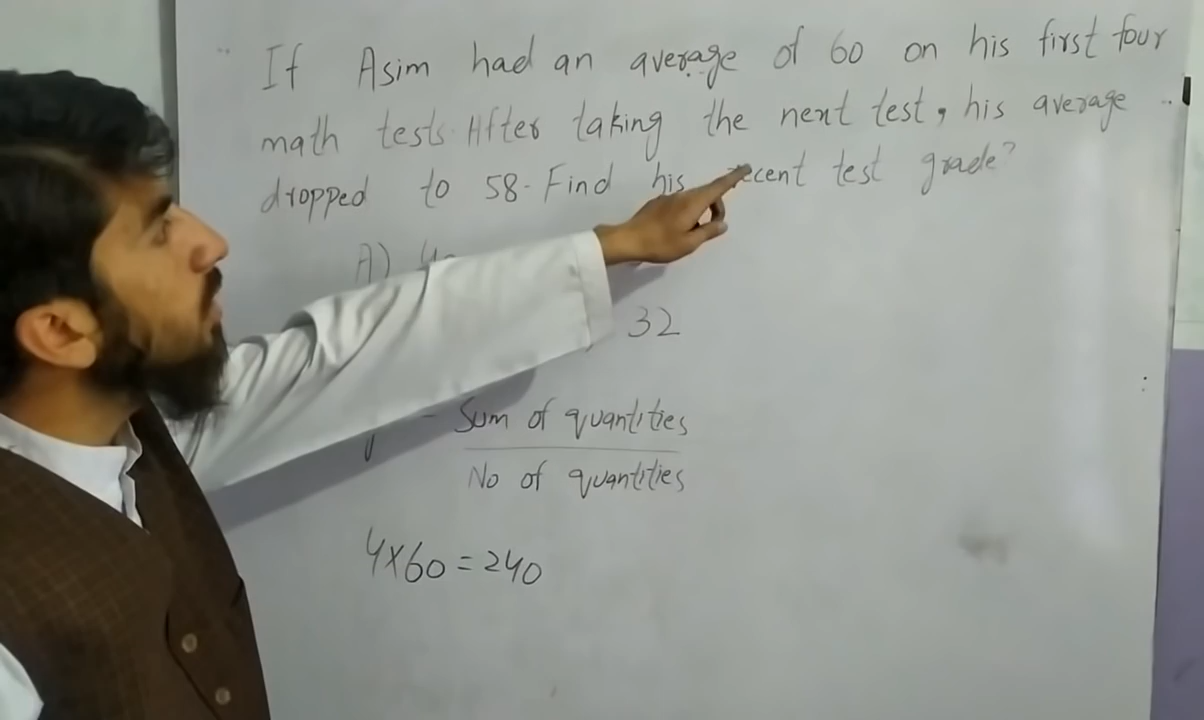 If Asim had an average of 60 on his first four
math tests. After taking the next test, his average
dropped to 58. Find his recent test grade?
A)
32
= Sum of quantities
No of quantities
4x60=240